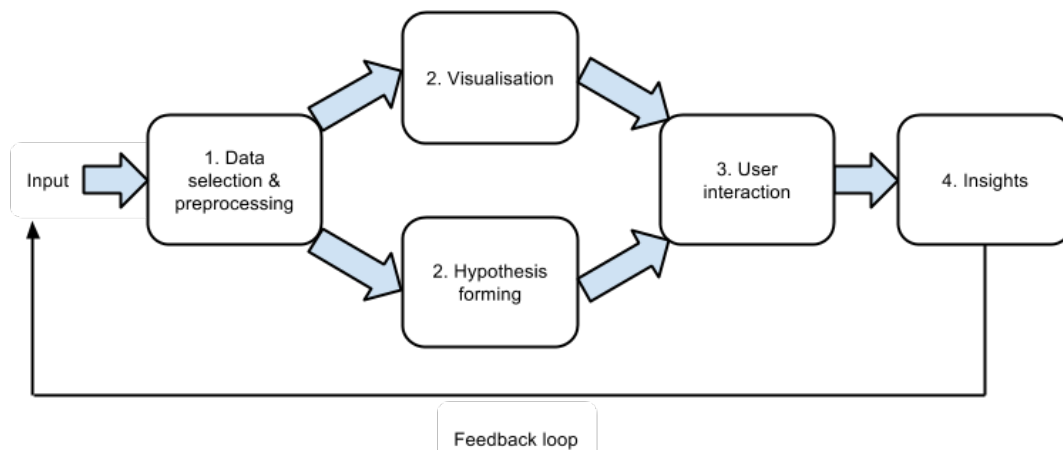 2. Visualisation
Input
1. Data
selection &
preprocessing
3. User
interaction
4. Insights
2. Hypothesis
forming
Feedback loop